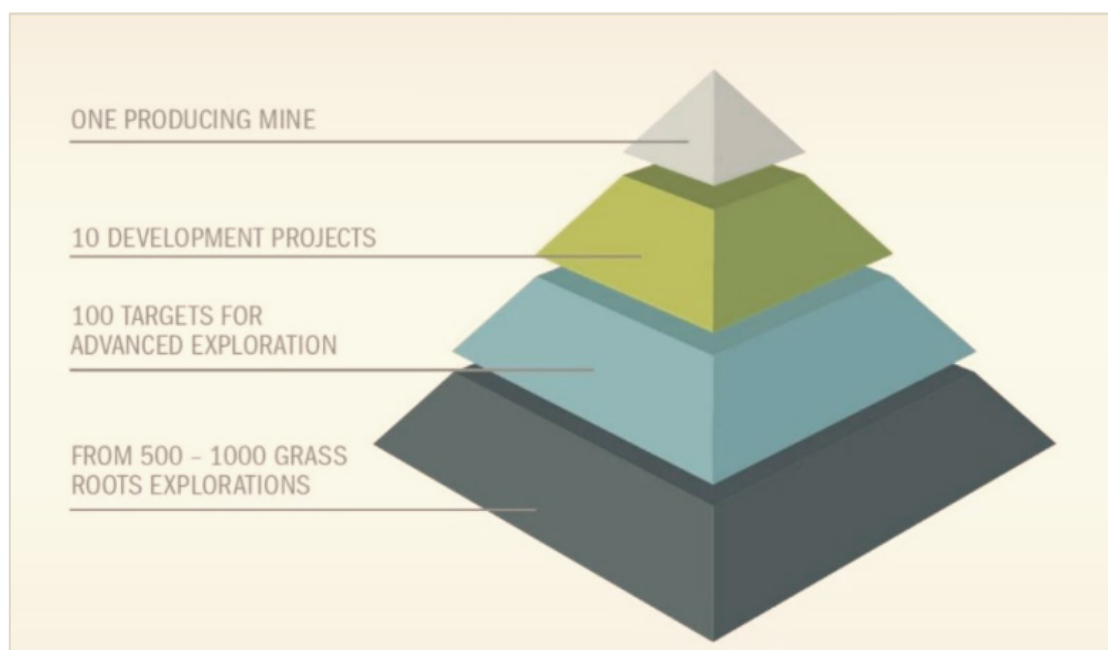 ONE PRODUCING MINE
10 DEVELOPMENT PROJECTS
100 TARGETS FOR
ADVANCED EXPLORATION
FROM 500 – 1000 GRASS
ROOTS EXPLORATIONS